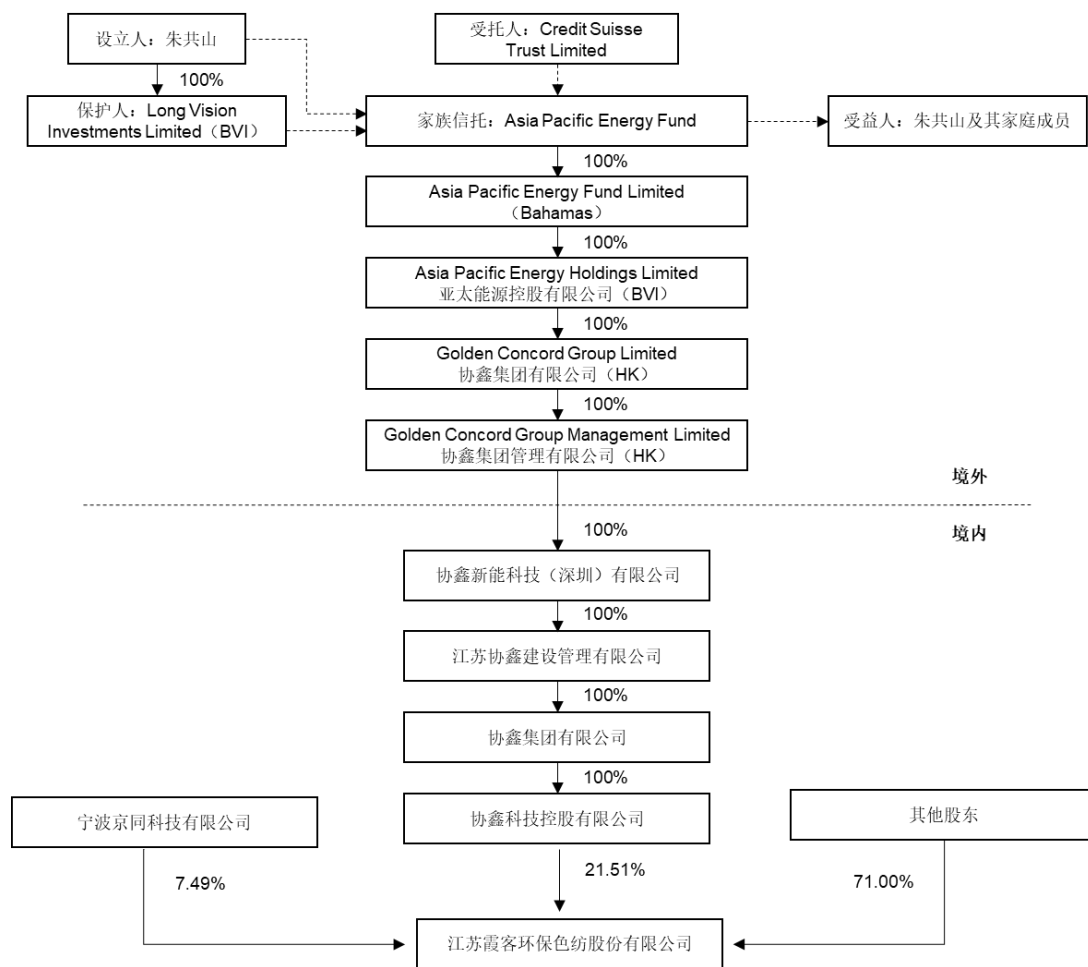 设立人：朱共山
受托人：Credit Suisse
Trust Limited
100%
保护人：Long Vision
Investments Limited（BVI）
家族信托：Asia Pacific Energy Fund
受益人：朱共山及其家庭成员
100%
Asia Pacific Energy Fund Limited
（Bahamas）
100%
Asia Pacific Energy Holdings Limited
亚太能源控股有限公司（BVI）
100%
Golden Concord Group Limited
协鑫集团有限公司（HK）
100%
Golden Concord Group Management Limited
协鑫集团管理有限公司（HK）
境外
境内
100%
协鑫新能科技（深圳）有限公司
100%
江苏协鑫建设管理有限公司
100%
协鑫集团有限公司
100%
宁波京同科技有限公司
协鑫科技控股有限公司
其他股东
7.49%
21.51%
71.00%
江苏霞客环保色纺股份有限公司